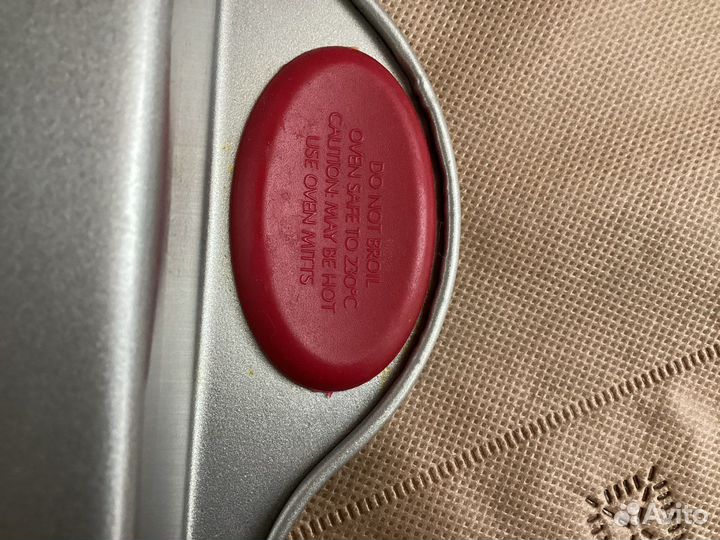 DO NOT BROIL
OVEN SAFE TO 230°C
CAUTION: MAY BE HOT
USE OVEN MITTS
Avito